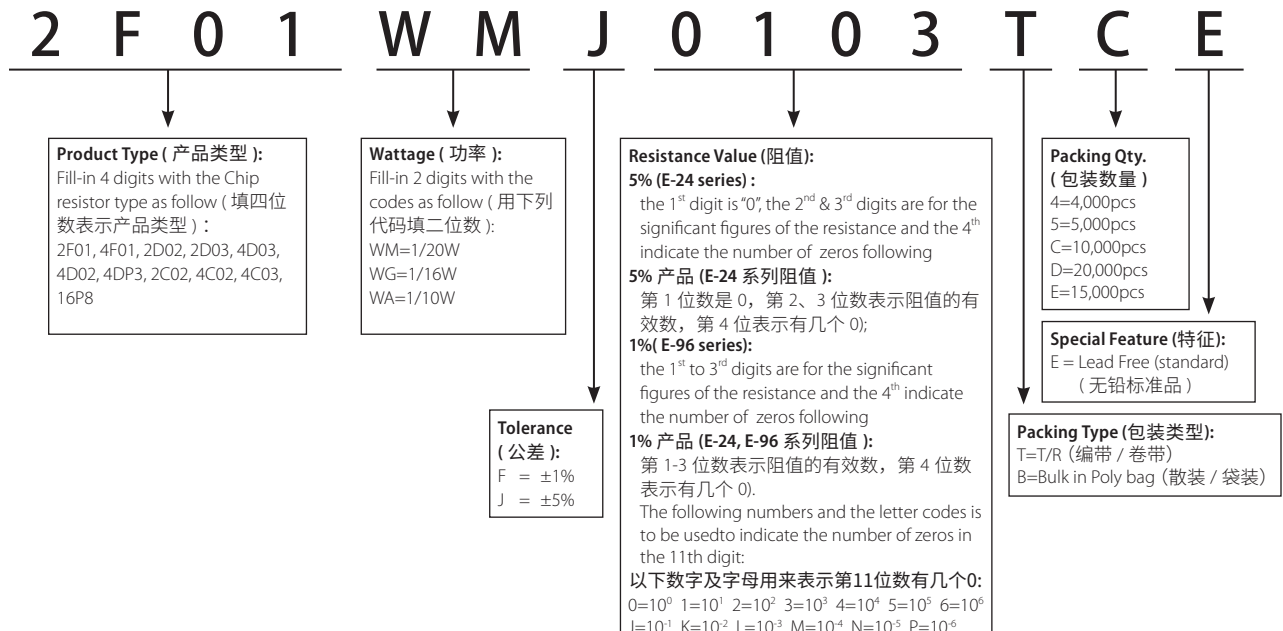 2 F 0 1 W M J 0 1 0 3 T C E
Product Type ( 产品类型 ):
Fill-in 4 digits with the Chip
resistor type as follow ( 填四位
数表示产品类型 ) :
2F01, 4F01, 2D02, 2D03, 4D03,
4D02, 4DP3, 2C02, 4C02, 4C03,
16P8
Wattage ( 功率 ):
Fill-in 2 digits with the
codes as follow ( 用下列
代码填二位数 ):
WM=1/20W
WG=1/16W
WA=1/10W
Tolerance
( 公差 ):
F = ±1%
J = ±5%
Resistance Value (阻值):
5% (E-24 series) :
the 1st digit is "0", the 2nd & 3rd digits are for the
significant figures of the resistance and the 4th
indicate the number of zeros following
5% 产品 (E-24 系列阻值 ):
第 1 位数是 0，第 2、3 位数表示阻值的有
效数，第 4 位表示有几个 0);
1%( E-96 series):
the 1st to 3rd digits are for the significant
figures of the resistance and the 4th indicate
the number of zeros following
1% 产品 (E-24, E-96 系列阻值 ):
第 1-3 位数表示阻值的有效数，第 4 位数
表示有几个 0).
The following numbers and the letter codes is
to be usedto indicate the number of zeros in
the 11th digit:
以下数字及字母用来表示第11位数有几个0:
0=10⁰ 1=10¹ 2=10² 3=10³ 4=10⁴ 5=10⁵ 6=10⁶
J=10⁻¹ K=10⁻² L=10⁻³ M=10⁻⁴ N=10⁻⁵ P=10⁻⁶
Packing Qty.
( 包装数量 )
4=4,000pcs
5=5,000pcs
C=10,000pcs
D=20,000pcs
E=15,000pcs
Special Feature (特征):
E = Lead Free (standard)
( 无铅标准品 )
Packing Type (包装类型):
T=T/R（编带 / 卷带）
B=Bulk in Poly bag（散装 / 袋装）